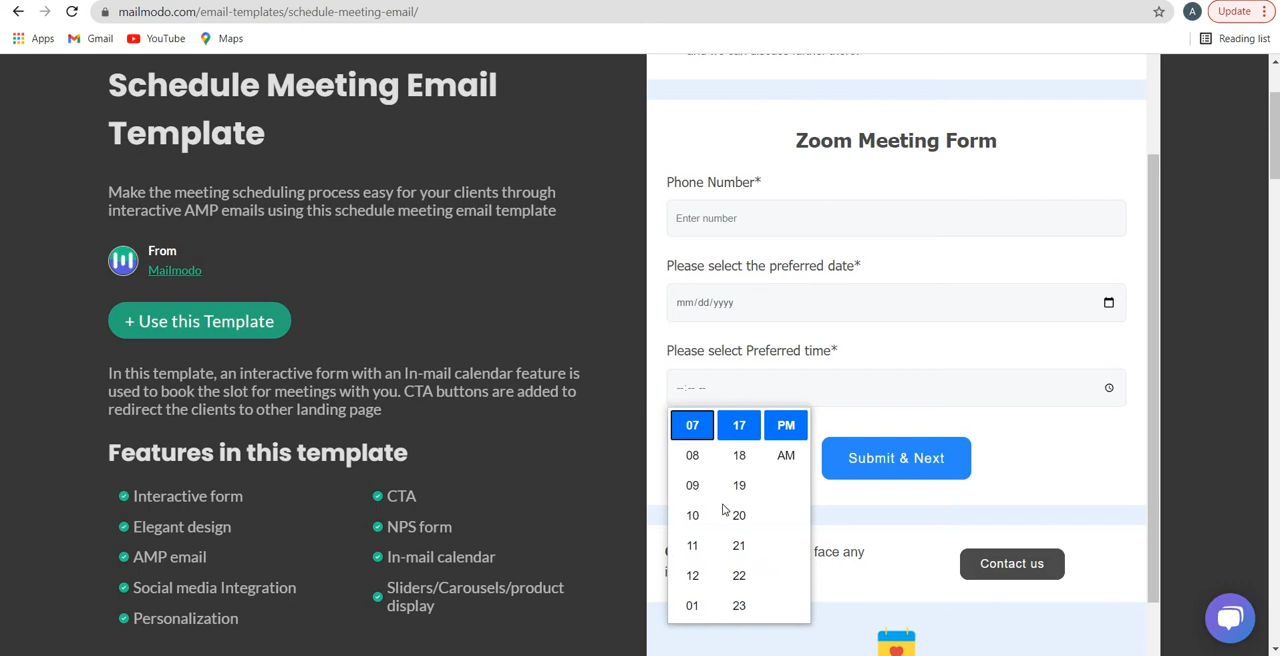 mailmodo.com/email-templates/schedule-meeting-email/
A
Update
Apps
Gmail
YouTube
Maps
Reading list
Schedule Meeting Email
Template
Make the meeting scheduling process easy for your clients through
interactive AMP emails using this schedule meeting email template
From
Mailmodo
+ Use this Template
In this template, an interactive form with an In-mail calendar feature is
used to book the slot for meetings with you. CTA buttons are added to
redirect the clients to other landing page
Features in this template
Interactive form
Elegant design
AMP email
Social media Integration
Personalization
CTA
NPS form
In-mail calendar
Sliders/Carousels/product
display
Zoom Meeting Form
Phone Number*
Enter number
Please select the preferred date*
mm/dd/yyyy
Please select Preferred time*
--:-- --
07 17 PM
08 18 AM
09 19
10 20
11 21
12 22
01 23
Submit & Next
face any
Contact us